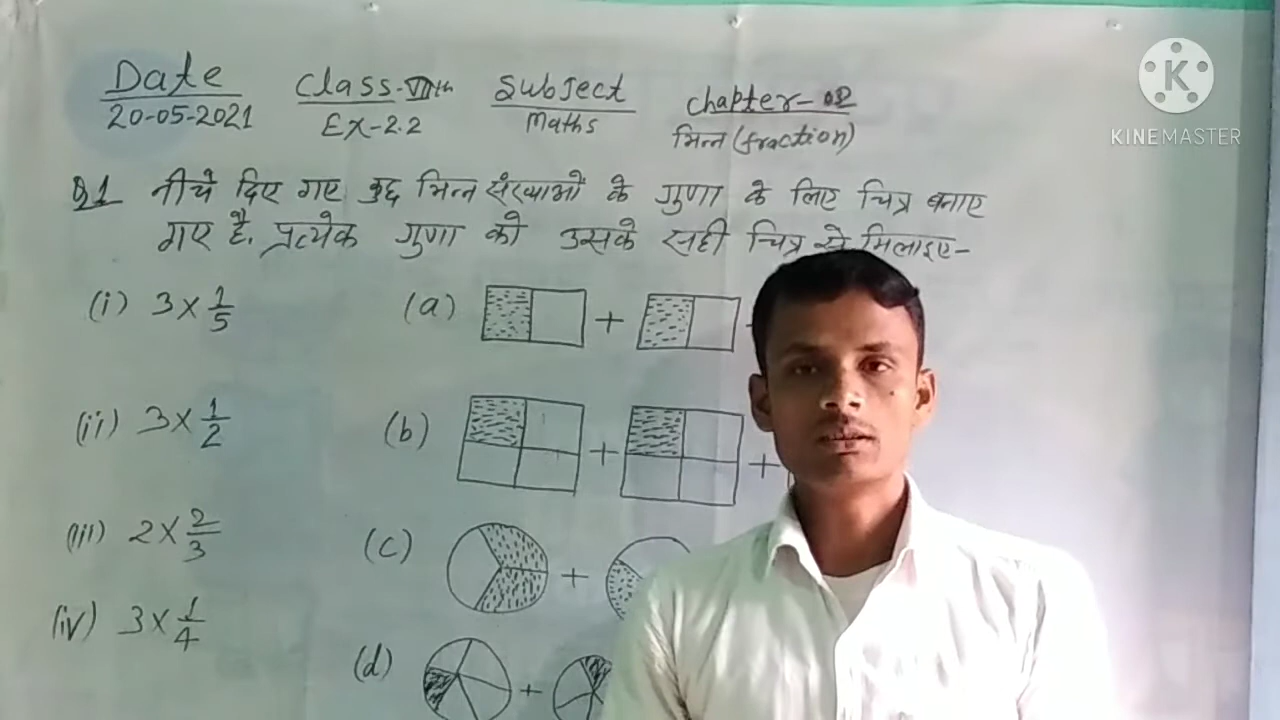 Date Class-VIIth Subject Chapter-02
20-05-2021 Ex-2.2 Maths भिन्न (fraction)
Q.1 नीचे दिए गए कुछ भिन्न संख्याओं के गुणा के लिए चित्र बनाए
गए है. प्रत्येक गुणा को उसके सही चित्र से मिलाइए-
(i) 3 × 1/5 (a) +
(ii) 3 × 1/2 (b) + +
(iii) 2 × 2/3 (c) +
(iv) 3 × 1/4
(d) +
K
KINEMASTER